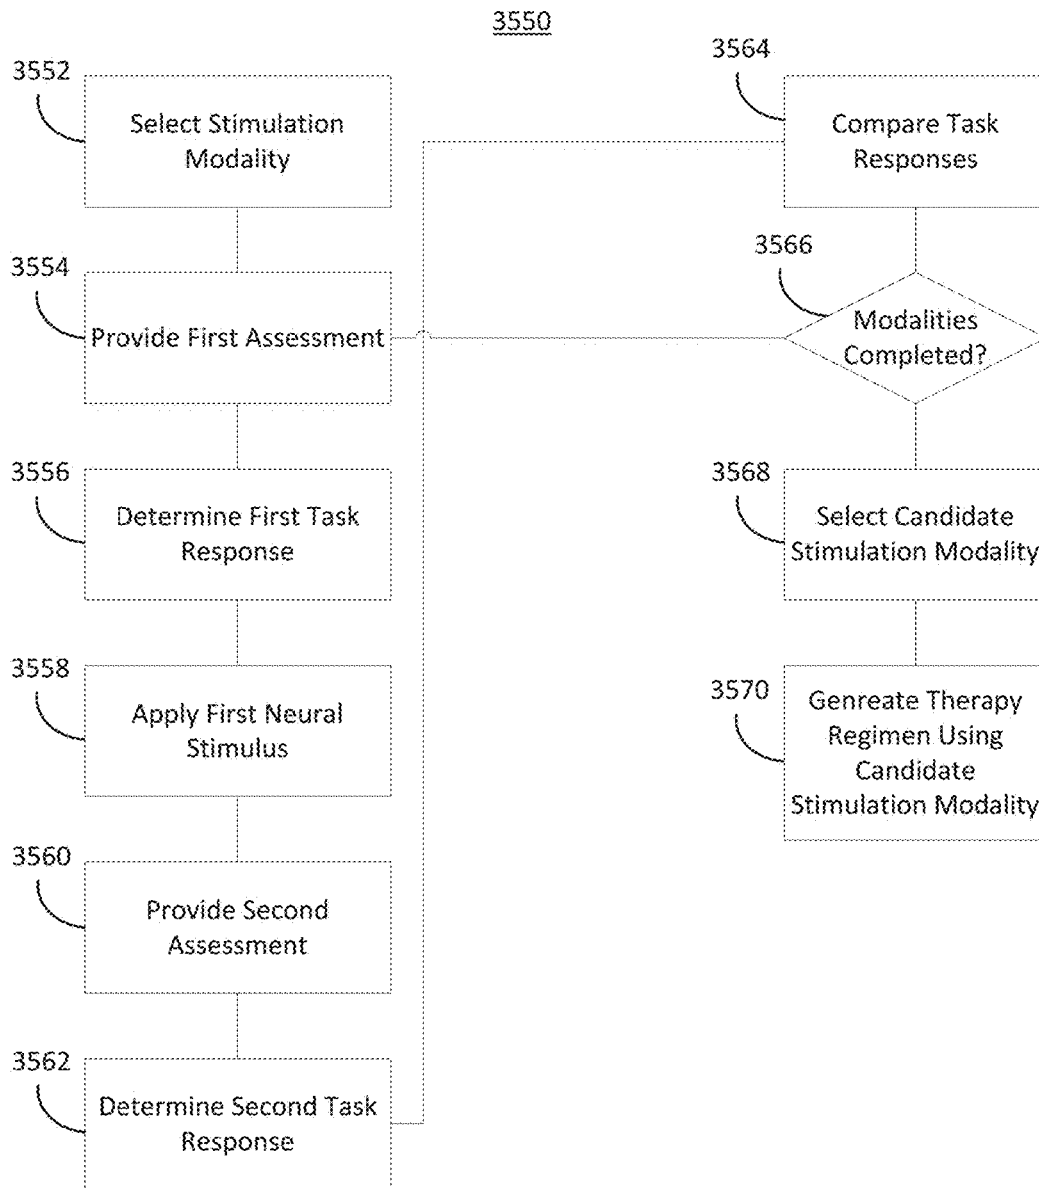 3550
3552
Select Stimulation
Modality
3554
Provide First Assessment
3556
Determine First Task
Response
3558
Apply First Neural
Stimulus
3560
Provide Second
Assessment
3562
Determine Second Task
Response
3564
Compare Task
Responses
3566
Modalities
Completed?
3568
Select Candidate
Stimulation Modality
3570
Genreate Therapy
Regimen Using
Candidate
Stimulation Modality